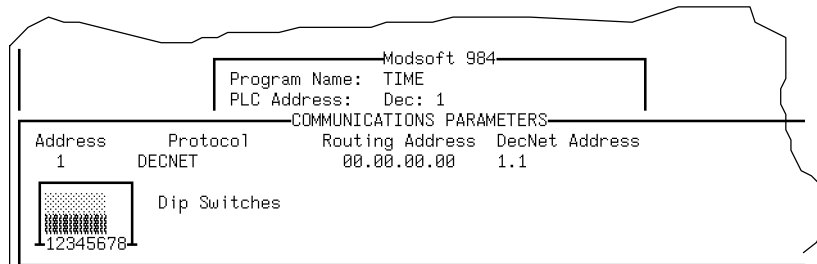 Modsoft 984
Program Name: TIME
PLC Address: Dec: 1
COMMUNICATIONS PARAMETERS
Address Protocol Routing Address DecNet Address
1 DECNET 00.00.00.00 1.1
Dip Switches
12345678